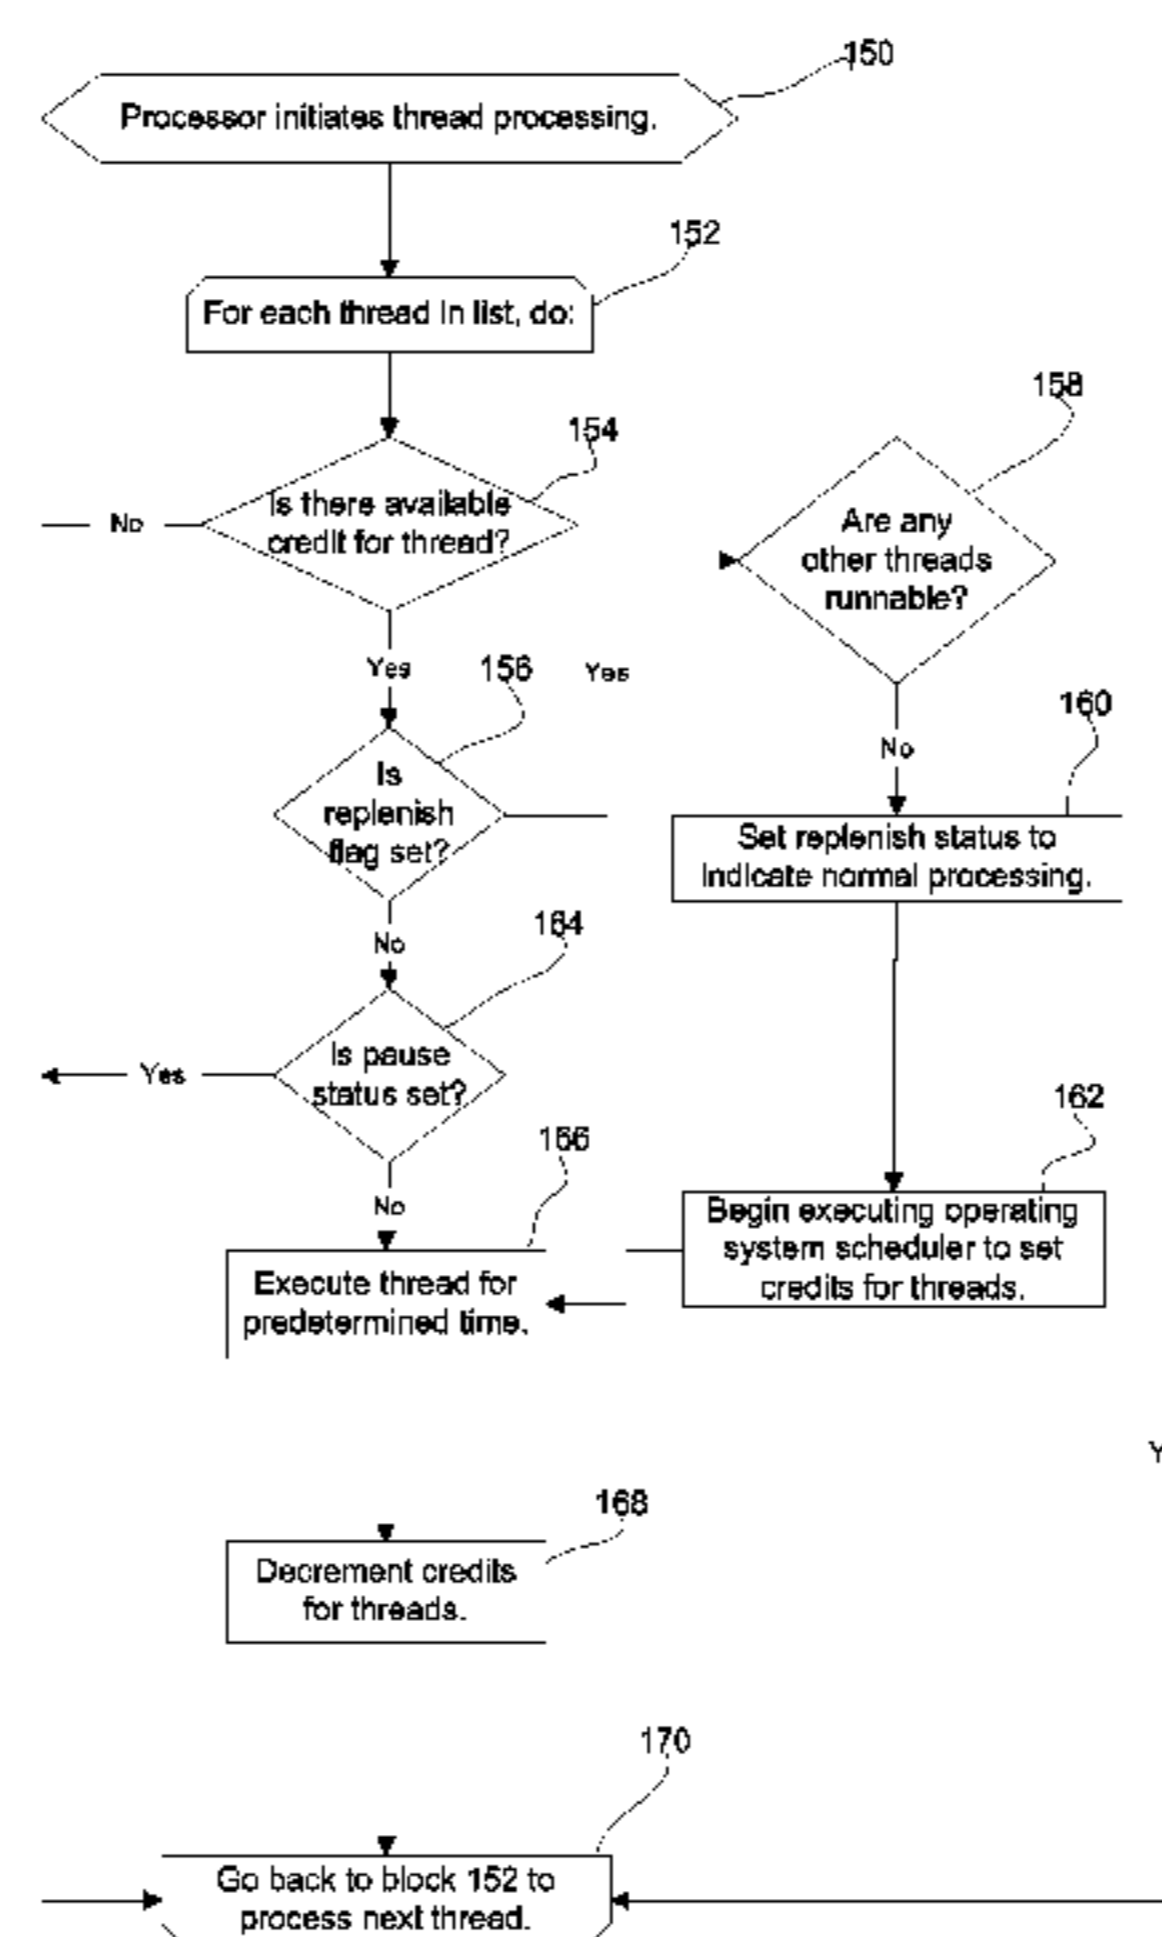 150
Processor initiates thread processing.
152
For each thread in list, do:
154
Is there available
credit for thread?
No
Yes
158
Are any
other threads
runnable?
156
Yes
Is
replenish
flag set?
No
No
160
Set replenish status to
indicate normal processing.
164
Is pause
status set?
Yes
No
162
Begin executing operating
system scheduler to set
credits for threads.
166
Execute thread for
predetermined time.
Y
168
Decrement credits
for threads.
170
Go back to block 152 to
process next thread.